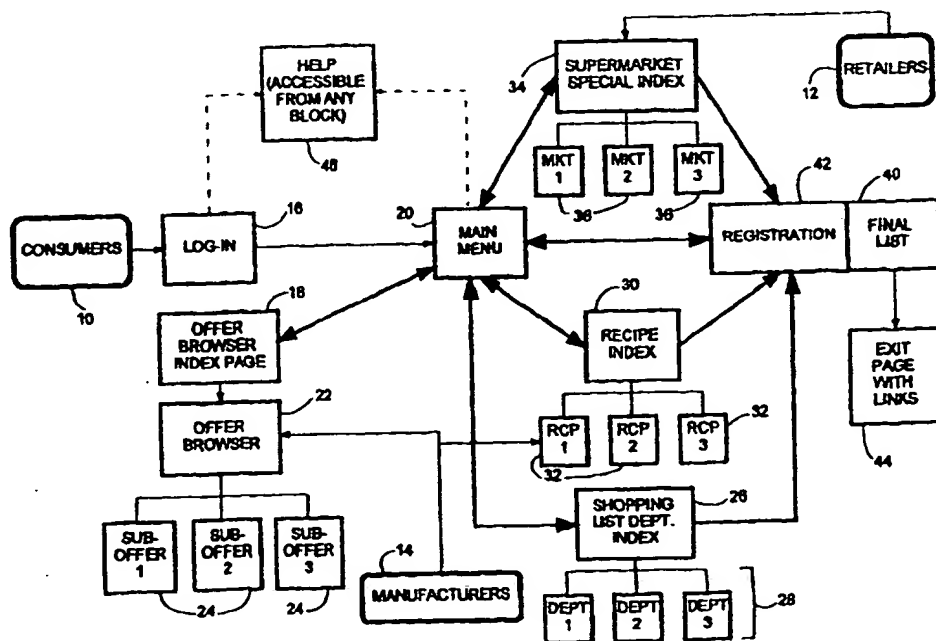 HELP
(ACCESSIBLE
FROM ANY
BLOCK)
46
34
SUPERMARKET
SPECIAL INDEX
12
RETAILERS
MKT
1
MKT
2
MKT
3
36
36
CONSUMERS
10
16
LOG-IN
20
MAIN
MENU
42
40
REGISTRATION
FINAL
LIST
18
OFFER
BROWSER
INDEX PAGE
30
RECIPE
INDEX
EXIT
PAGE
WITH
LINKS
44
22
OFFER
BROWSER
RCP
1
RCP
2
RCP
3
32
32
26
SHOPPING
LIST DEPT.
INDEX
SUB-
OFFER
1
SUB-
OFFER
2
SUB-
OFFER
3
24
24
14
MANUFACTURERS
DEPT
1
DEPT
2
DEPT
3
28